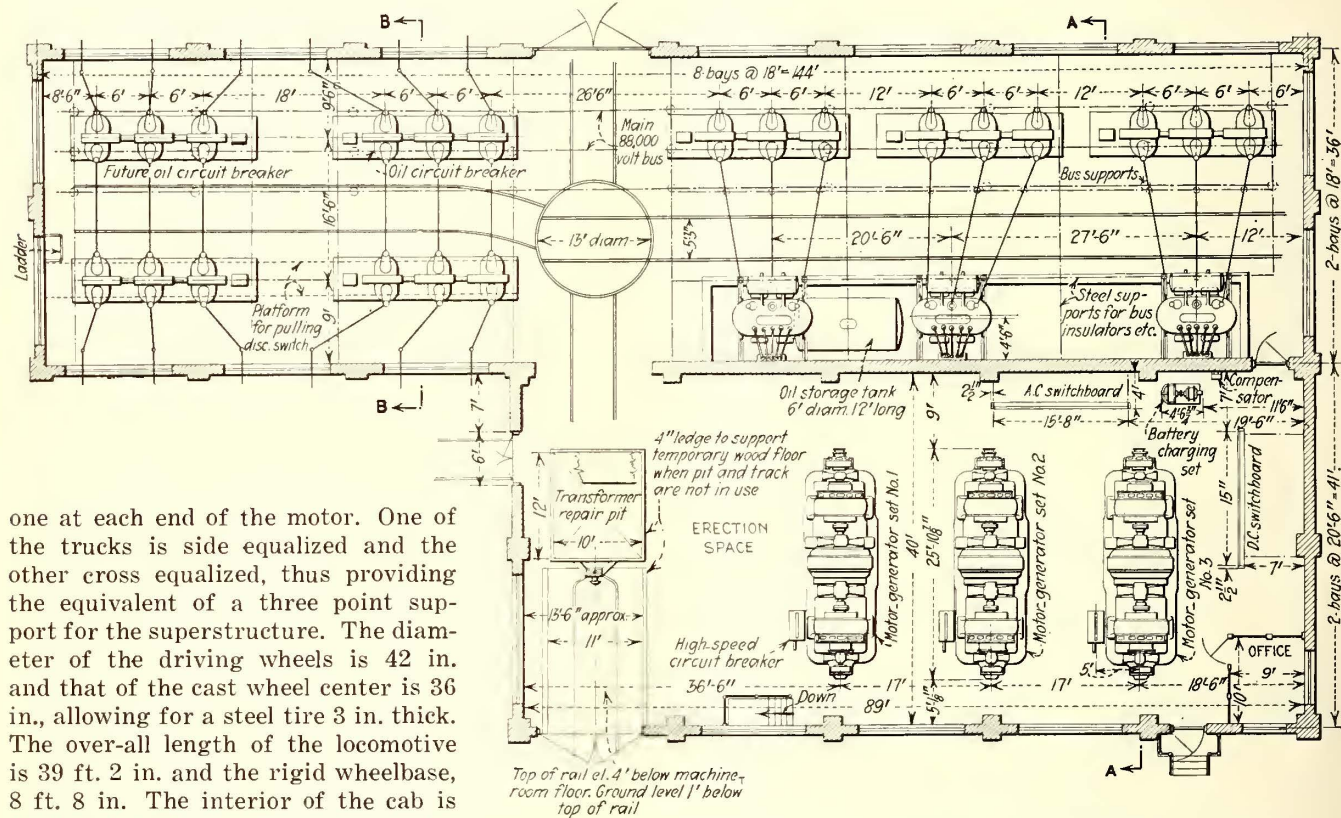 B
A
8 bays @ 18'=144'
8'-6"
6'
6'
18'
9'-6"
6'
6'
26'6"
6'
6'
12'
6'
6'
12'
6'
6'
6'
Main
88,000
volt bus
Future oil circuit breaker
Oil circuit breaker
Bus supports
2-bays @ 18'=36'
16'-6"
13' diam.
5'-3"
20'-6"
27'-6"
12'
Ladder
Platform
for pulling
disc. switch
9'
Steel sup-
ports for bus
insulators etc.
4'-6"
B
7'
6'
Oil storage tank
6' diam. 12' long
2½"
A.C. switchboard
15'-8"
4'
7'
Compen-
sator
11'6"
4'-6¾"
19'-6"
Battery
charging
set
9'
4" ledge to support
temporary wood floor
when pit and track
are not in use
12'
Transformer
repair pit
10'
ERECTION
SPACE
40'
25'-10⅞"
Motor-generator set No.1
Motor-generator set No.2
Motor-generator set
No.3
15"
D.C. switchboard
2½"
7'
2-bays @ 20'-6"=41'
13'-6" approx.
11'
High-speed
circuit breaker
5'
OFFICE
9'
10'
36'-6"
17'
17'
18'-6"
Down
5'-1⅛"
89'
A
Top of rail el. 4' below machine-
room floor. Ground level 1' below
top of rail
one at each end of the motor. One of
the trucks is side equalized and the
other cross equalized, thus providing
the equivalent of a three point sup-
port for the superstructure. The diam-
eter of the driving wheels is 42 in.
and that of the cast wheel center is 36
in., allowing for a steel tire 3 in. thick.
The over-all length of the locomotive
is 39 ft. 2 in. and the rigid wheelbase,
8 ft. 8 in. The interior of the cab is